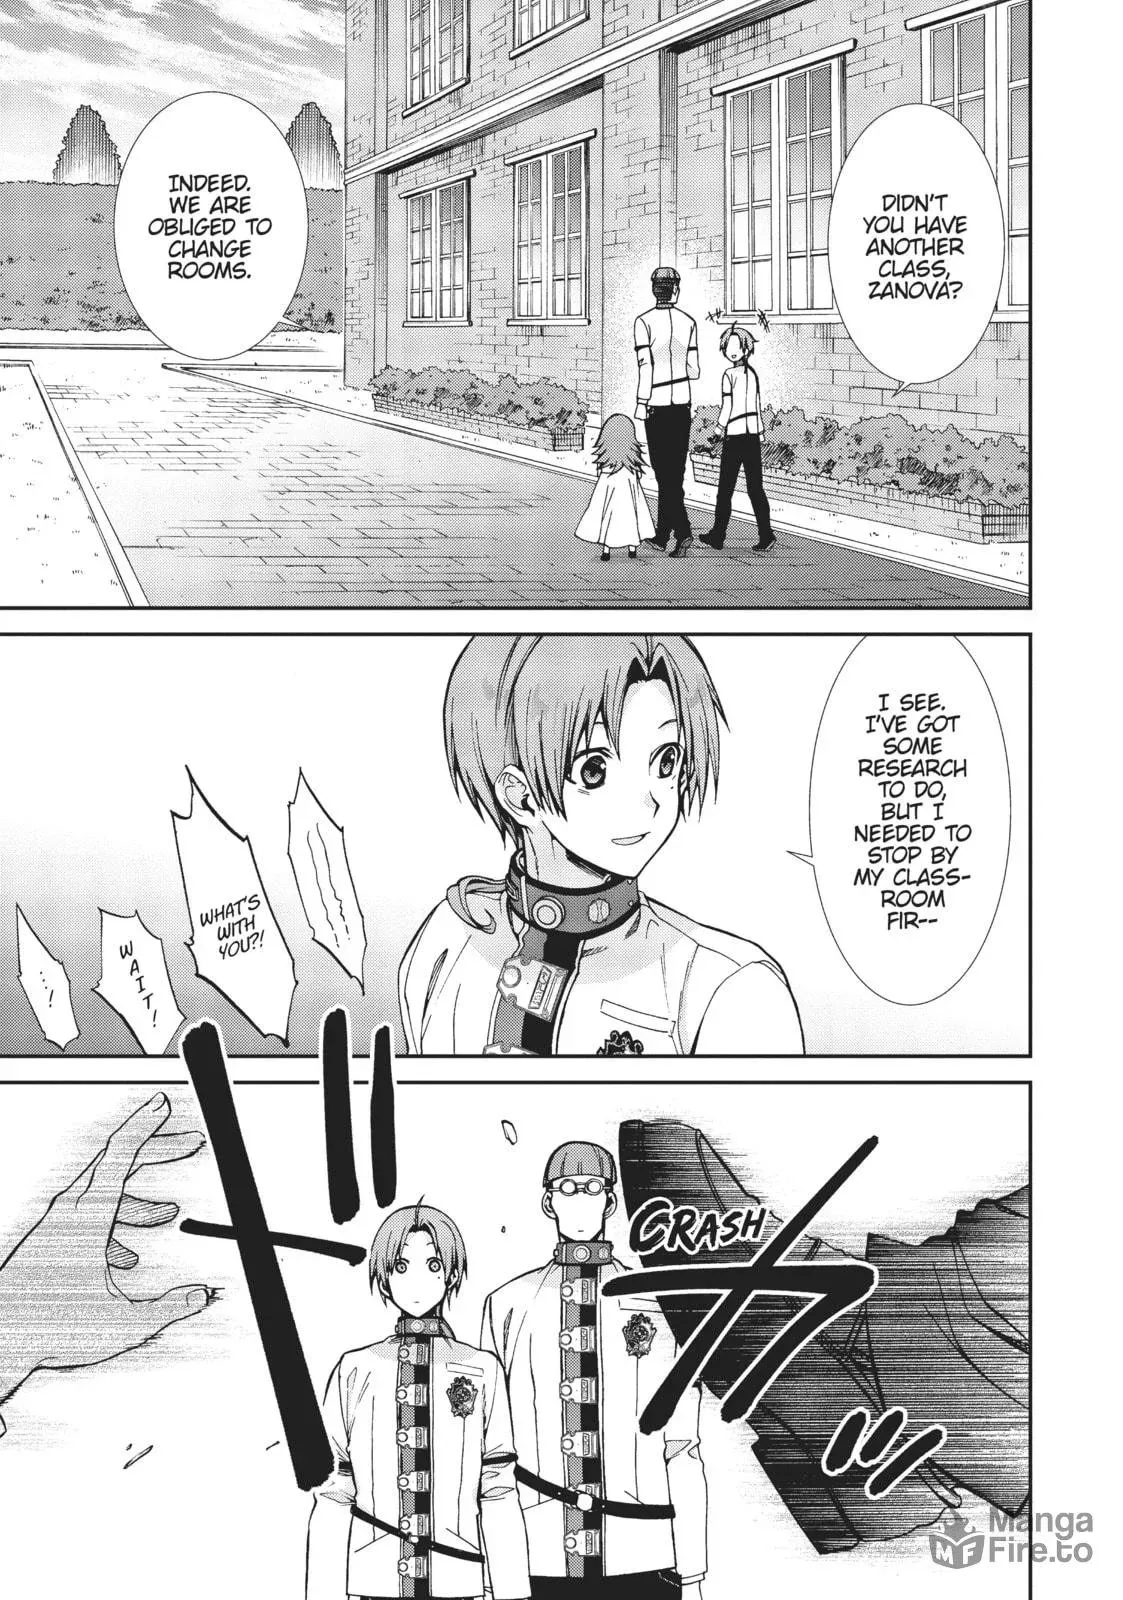 DIDN'T
YOU HAVE
ANOTHER
CLASS,
ZANOVA?
INDEED.
WE ARE
OBLIGED TO
CHANGE
ROOMS.
I SEE.
I'VE GOT
SOME
RESEARCH
TO DO,
BUT I
NEEDED TO
STOP BY
MY CLASS-
ROOM
FIR--
WHAT'S
WITH
YOU?!
WAIT!
...!
CRASH
Manga
Fire.to
MF